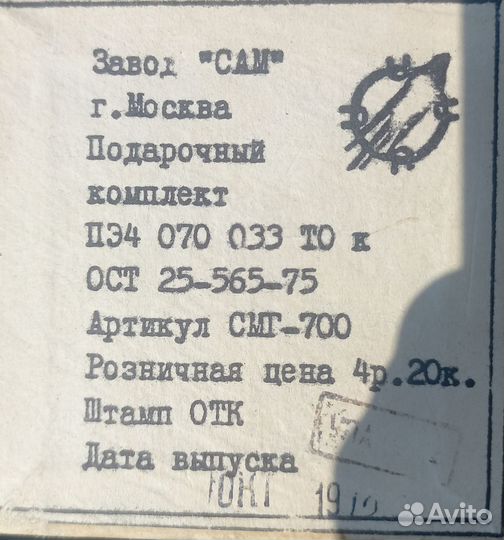 Завод "САМ"
г.Москва
Подарочный
комплект
ПЭ4 070 033 ТО к
ОСТ 25-565-75
Артикул СМГ-700
Розничная цена 4р.20к.
Штамп ОТК
Дата выпуска
Avito